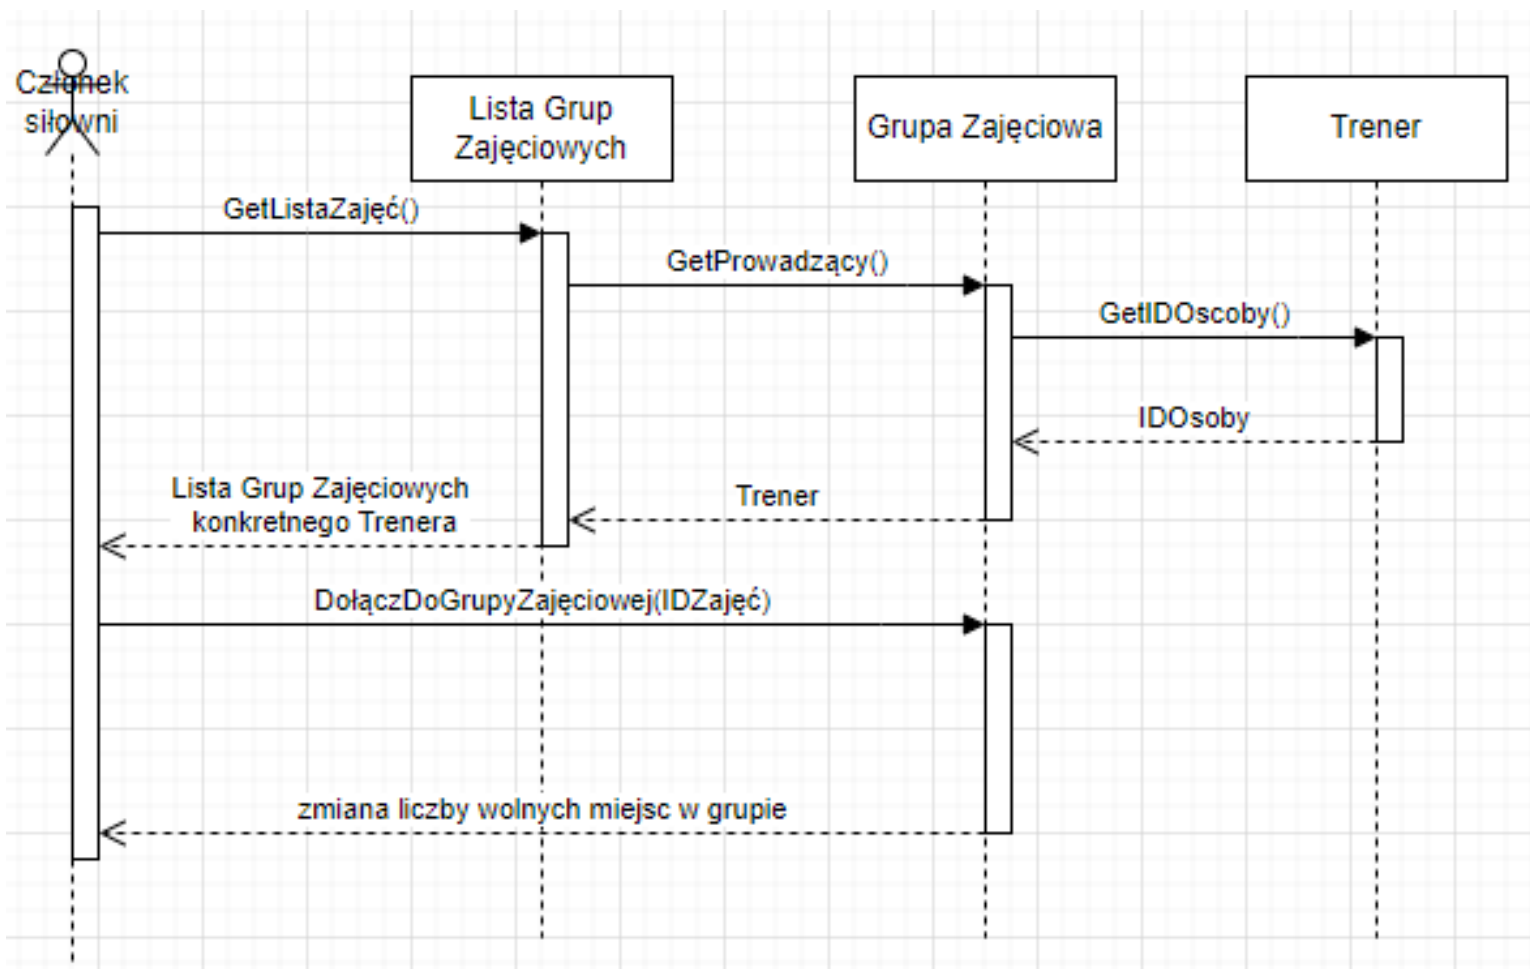 Członek
siłowni
Lista Grup
Zajęciowych
Grupa Zajęciowa
Trener
GetListaZajęć()
GetProwadzący()
GetIDOscoby()
IDOsoby
Trener
Lista Grup Zajęciowych
konkretnego Trenera
DołączDoGrupyZajęciowej(IDZajęć)
zmiana liczby wolnych miejsc w grupie